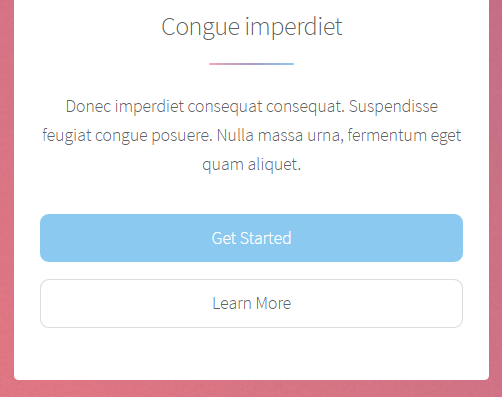 Congue imperdiet
Donec imperdiet consequat consequat. Suspendisse
feugiat congue posuere. Nulla massa urna, fermentum eget
quam aliquet.
Get Started
Learn More